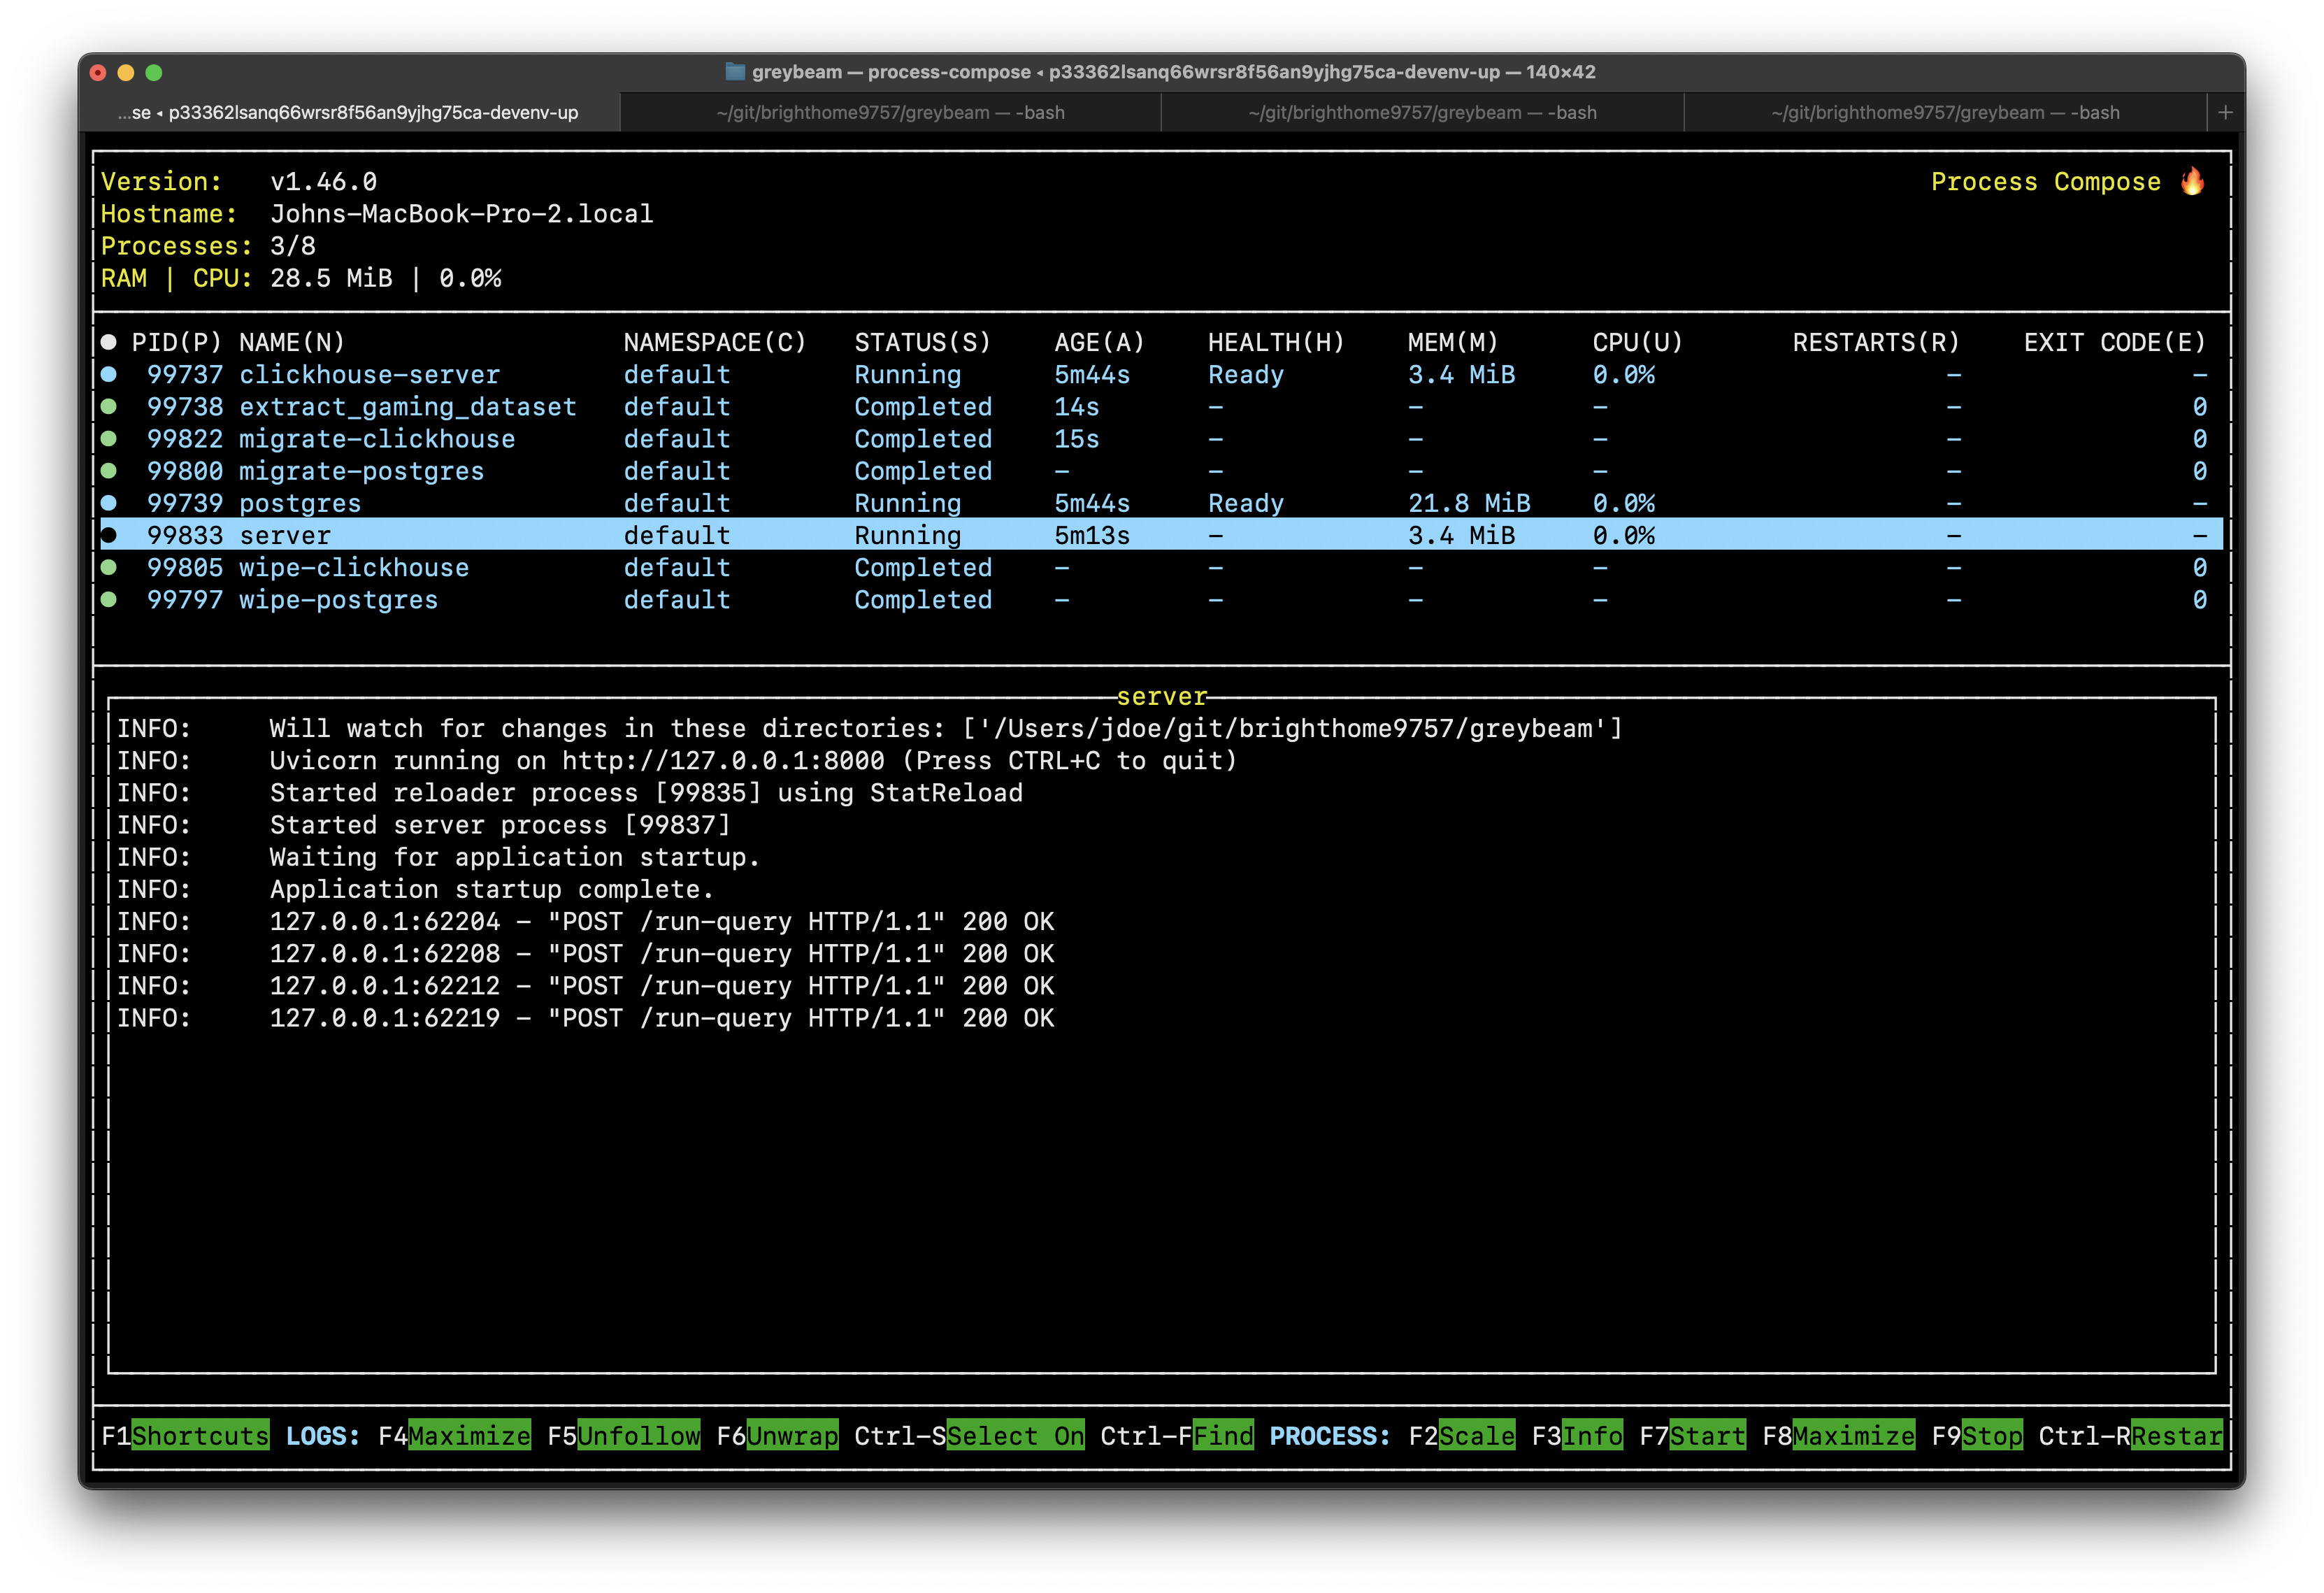 greybeam — process-compose ◂ p33362lsanq66wrsr8f56an9yjhg75ca-devenv-up — 140×42
...se ◂ p33362lsanq66wrsr8f56an9yjhg75ca-devenv-up ~/git/brighthome9757/greybeam — -bash ~/git/brighthome9757/greybeam — -bash ~/git/brighthome9757/greybeam — -bash +
Version: v1.46.0 Process Compose 🔥
Hostname: Johns-MacBook-Pro-2.local
Processes: 3/8
RAM | CPU: 28.5 MiB | 0.0%
● PID(P) NAME(N) NAMESPACE(C) STATUS(S) AGE(A) HEALTH(H) MEM(M) CPU(U) RESTARTS(R) EXIT CODE(E)
● 99737 clickhouse-server default Running 5m44s Ready 3.4 MiB 0.0% - -
● 99738 extract_gaming_dataset default Completed 14s - - - - 0
● 99822 migrate-clickhouse default Completed 15s - - - - 0
● 99800 migrate-postgres default Completed - - - - - 0
● 99739 postgres default Running 5m44s Ready 21.8 MiB 0.0% - -
● 99833 server default Running 5m13s - 3.4 MiB 0.0% - -
● 99805 wipe-clickhouse default Completed - - - - - 0
● 99797 wipe-postgres default Completed - - - - - 0
server
INFO: Will watch for changes in these directories: ['/Users/jdoe/git/brighthome9757/greybeam']
INFO: Uvicorn running on http://127.0.0.1:8000 (Press CTRL+C to quit)
INFO: Started reloader process [99835] using StatReload
INFO: Started server process [99837]
INFO: Waiting for application startup.
INFO: Application startup complete.
INFO: 127.0.0.1:62204 - "POST /run-query HTTP/1.1" 200 OK
INFO: 127.0.0.1:62208 - "POST /run-query HTTP/1.1" 200 OK
INFO: 127.0.0.1:62212 - "POST /run-query HTTP/1.1" 200 OK
INFO: 127.0.0.1:62219 - "POST /run-query HTTP/1.1" 200 OK
F1Shortcuts LOGS: F4Maximize F5Unfollow F6Unwrap Ctrl-SSelect On Ctrl-FFind PROCESS: F2Scale F3Info F7Start F8Maximize F9Stop Ctrl-RRestar